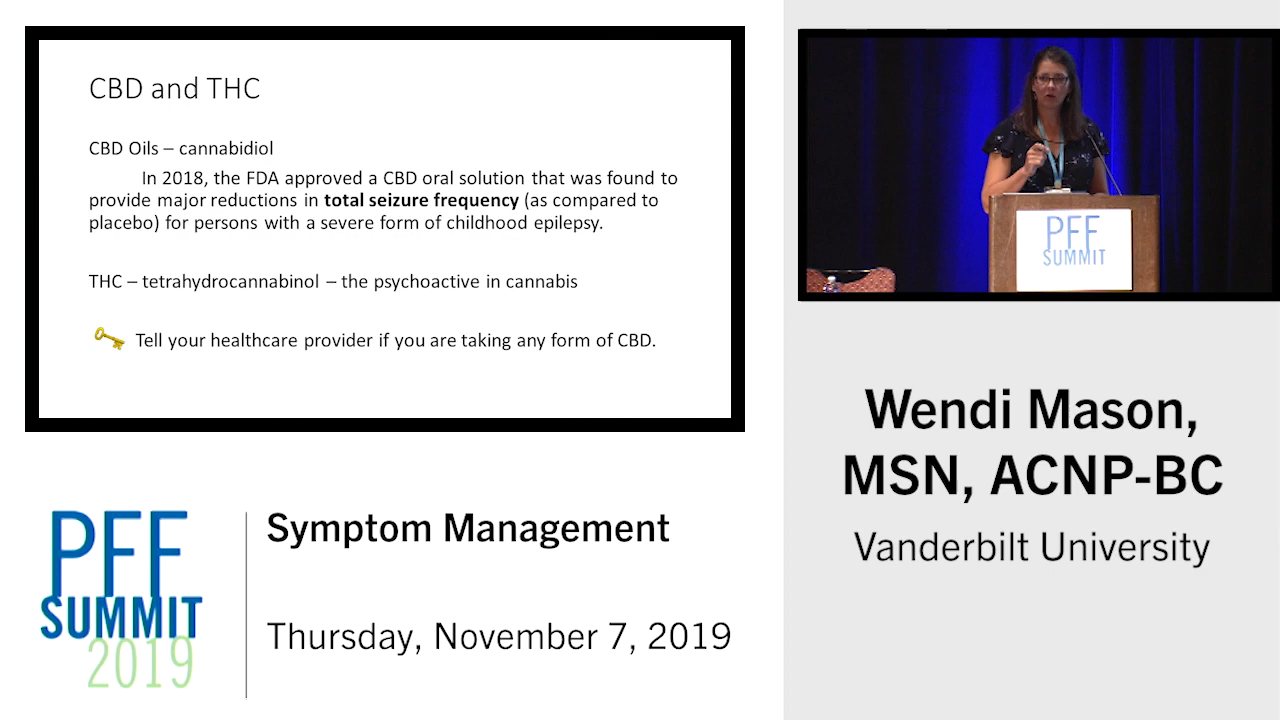 CBD and THC
CBD Oils – cannabidiol
In 2018, the FDA approved a CBD oral solution that was found to
provide major reductions in total seizure frequency (as compared to
placebo) for persons with a severe form of childhood epilepsy.
THC – tetrahydrocannabinol – the psychoactive in cannabis
Tell your healthcare provider if you are taking any form of CBD.
PFF
SUMMIT
Wendi Mason,
MSN, ACNP-BC
Vanderbilt University
PFF
SUMMIT
2019
Symptom Management
Thursday, November 7, 2019